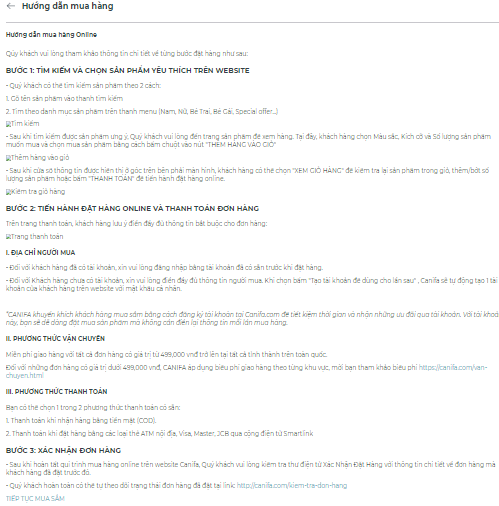 ← Hướng dẫn mua hàng
Hướng dẫn mua hàng Online
Quý khách vui lòng tham khảo thông tin chi tiết về từng bước đặt hàng như sau:
BƯỚC 1: TÌM KIẾM VÀ CHỌN SẢN PHẨM YÊU THÍCH TRÊN WEBSITE
- Quý khách có thể tìm kiếm sản phẩm theo 2 cách:
1. Gõ tên sản phẩm vào thanh tìm kiếm
2. Tìm theo danh mục sản phẩm trên thanh menu (Nam, Nữ, Bé Trai, Bé Gái, Special offer...)
Tìm kiếm
- Sau khi tìm kiếm được sản phẩm ưng ý, Quý khách vui lòng đến trang sản phẩm để xem hàng. Tại đây, khách hàng chọn Màu sắc, Kích cỡ và Số lượng sản phẩm
muốn mua và chọn mua sản phẩm bằng cách bấm chuột vào nút "THÊM HÀNG VÀO GIỎ"
Thêm hàng vào giỏ
- Sau khi cửa sổ thông tin được hiện thị ở góc trên bên phải màn hình, khách hàng có thể chọn "XEM GIỎ HÀNG" để kiểm tra lại sản phẩm trong giỏ, thêm/bớt số
lượng sản phẩm hoặc bấm "THANH TOÁN" để tiến hành đặt hàng online.
Kiểm tra giỏ hàng
BƯỚC 2: TIẾN HÀNH ĐẶT HÀNG ONLINE VÀ THANH TOÁN ĐƠN HÀNG
Trên trang thanh toán, khách hàng lưu ý điền đầy đủ thông tin bắt buộc cho đơn hàng:
Trang thanh toán
I. ĐỊA CHỈ NGƯỜI MUA
- Đối với khách hàng đã có tài khoản, xin vui lòng đăng nhập bằng tài khoản đã có sẵn trước khi đặt hàng.
- Đối với khách hàng chưa có tài khoản, xin vui lòng điền đầy đủ thông tin người mua. Khi chọn bấm "Tạo tài khoản để dùng cho lần sau" , Canifa sẽ tự động tạo 1 tài
khoản của khách hàng trên website với mật khẩu cá nhân.
*CANIFA khuyến khích khách hàng mua sắm bằng cách đăng ký tài khoản tại Canifa.com để tiết kiệm thời gian và nhận những ưu đãi qua tài khoản. Với tài khoản
này, bạn sẽ dễ dàng đặt mua sản phẩm mà không cần điền lại thông tin mỗi lần mua hàng.
II. PHƯƠNG THỨC VẬN CHUYỂN
Miễn phí giao hàng với tất cả đơn hàng có giá trị từ 499,000 vnđ trở lên tại tất cả tỉnh thành trên toàn quốc.
Đối với những đơn hàng có giá trị dưới 499,000 vnđ, CANIFA áp dụng biểu phí giao hàng theo từng khu vực, mời bạn tham khảo biểu phí https://canifa.com/van-
chuyen.html
III. PHƯƠNG THỨC THANH TOÁN
Bạn có thể chọn 1 trong 2 phương thức thanh toán có sẵn:
1. Thanh toán khi nhận hàng bằng tiền mặt (COD).
2. Thanh toán khi đặt hàng bằng các loại thẻ ATM nội địa, Visa, Master, JCB qua cổng điện tử Smartlink
BƯỚC 3: XÁC NHẬN ĐƠN HÀNG
- Sau khi hoàn tất qui trình mua hàng online trên website Canifa, Quý khách vui lòng kiểm tra thư điện tử Xác Nhận Đặt Hàng với thông tin chi tiết về đơn hàng mà
khách hàng đã đặt trước đó.
- Quý khách hoàn toàn có thể tự theo dõi trạng thái đơn hàng đã đặt tại link: http://canifa.com/kiem-tra-don-hang
TIẾP TỤC MUA SẮM